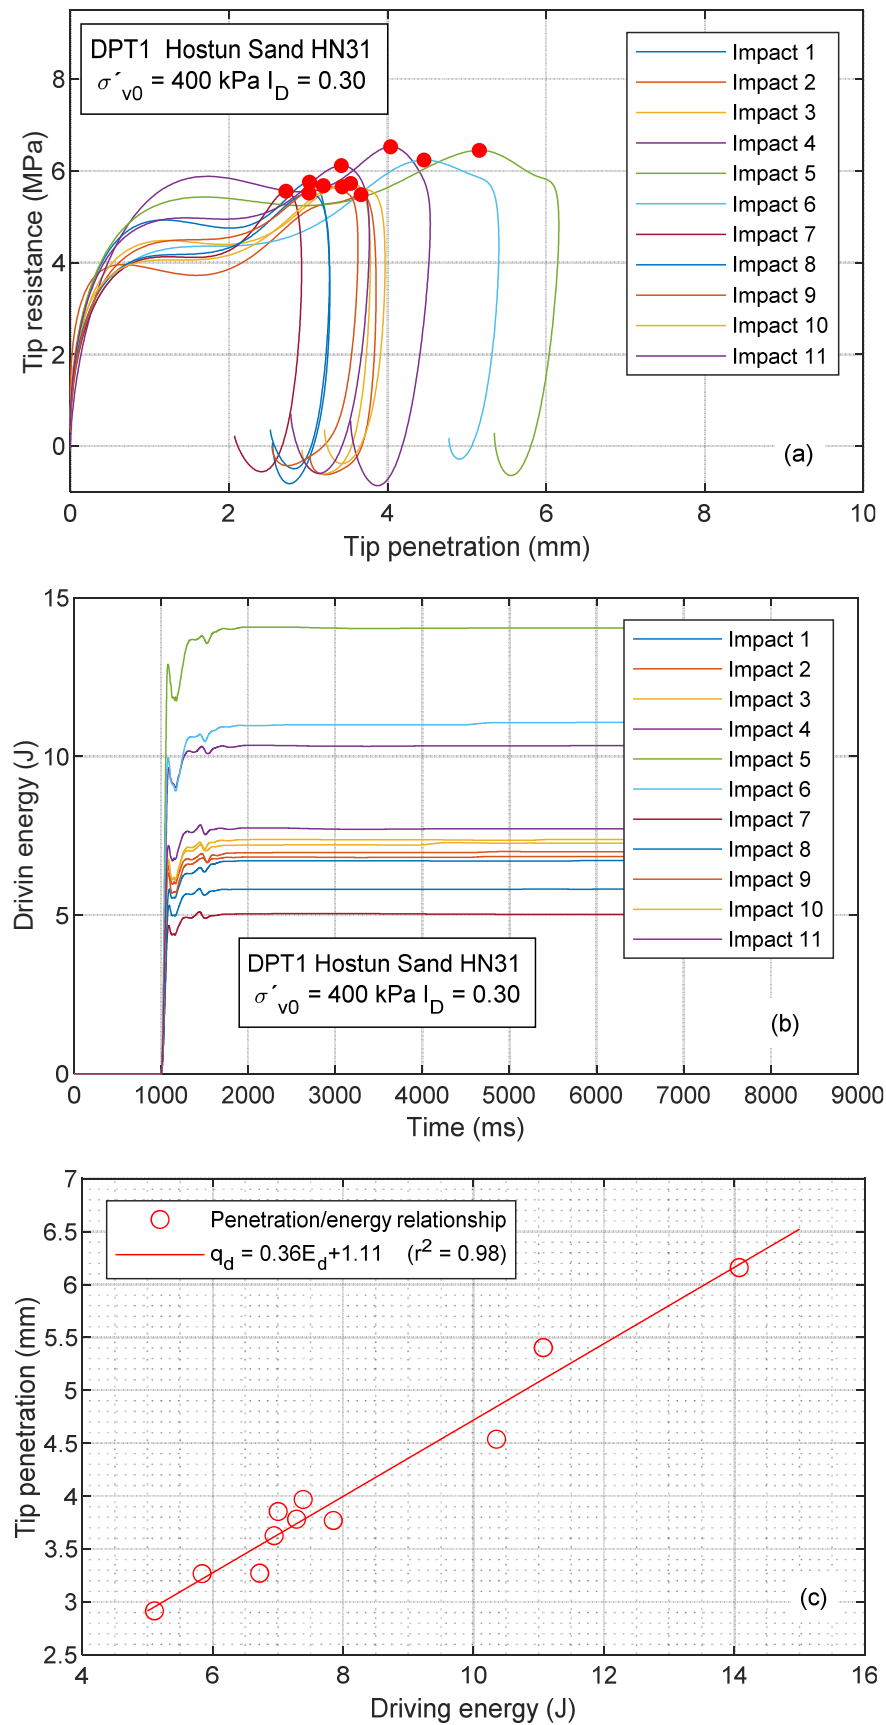 DPT1 Hostun Sand HN31
σ´v0 = 400 kPa ID = 0.30
Impact 1
Impact 2
Impact 3
Impact 4
Impact 5
Impact 6
Impact 7
Impact 8
Impact 9
Impact 10
Impact 11
8
6
4
2
0
Tip resistance (MPa)
(a)
0 2 4 6 8 10
Tip penetration (mm)
15
10
5
0
Drivin energy (J)
Impact 1
Impact 2
Impact 3
Impact 4
Impact 5
Impact 6
Impact 7
Impact 8
Impact 9
Impact 10
Impact 11
DPT1 Hostun Sand HN31
σ´v0 = 400 kPa ID = 0.30
(b)
0 1000 2000 3000 4000 5000 6000 7000 8000 9000
Time (ms)
7
6.5
6
5.5
5
4.5
4
3.5
3
2.5
Tip penetration (mm)
Penetration/energy relationship
qd = 0.36Ed+1.11 (r² = 0.98)
(c)
4 6 8 10 12 14 16
Driving energy (J)